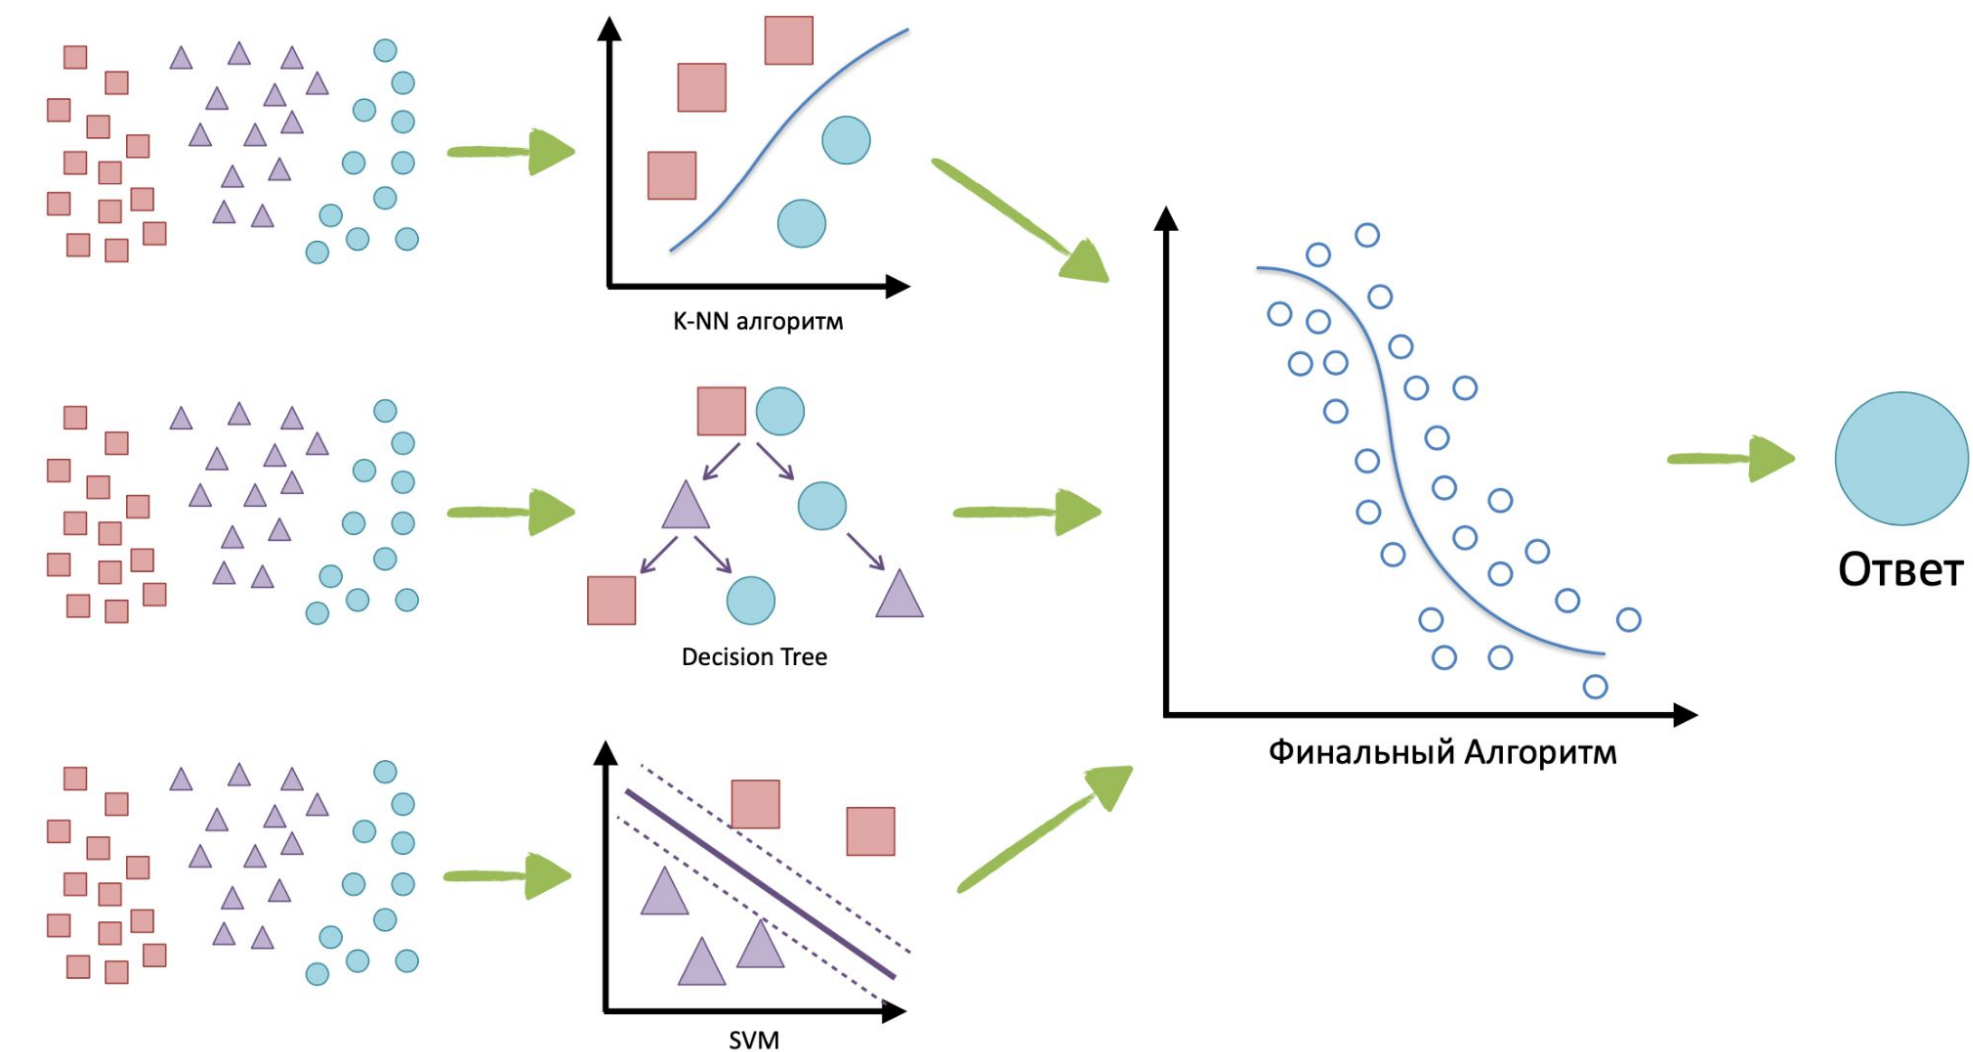 K-NN алгоритм
Decision Tree
SVM
Финальный Алгоритм
Ответ